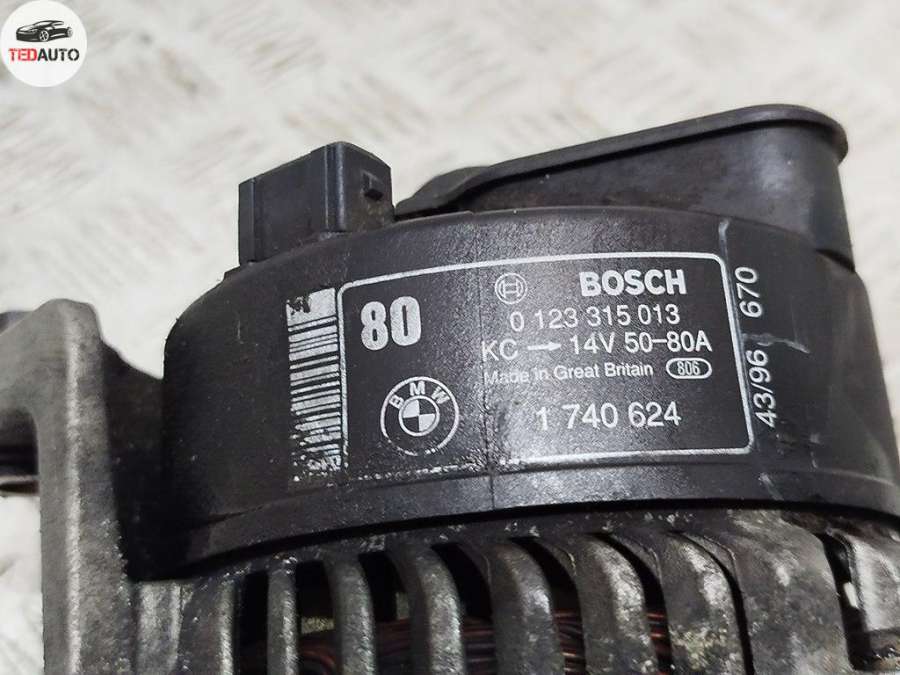 TEDAUTO
80
BOSCH
0 123 315 013
KC → 14V 50-80A
Made in Great Britain 806
BMW
1 740 624
43/96 670